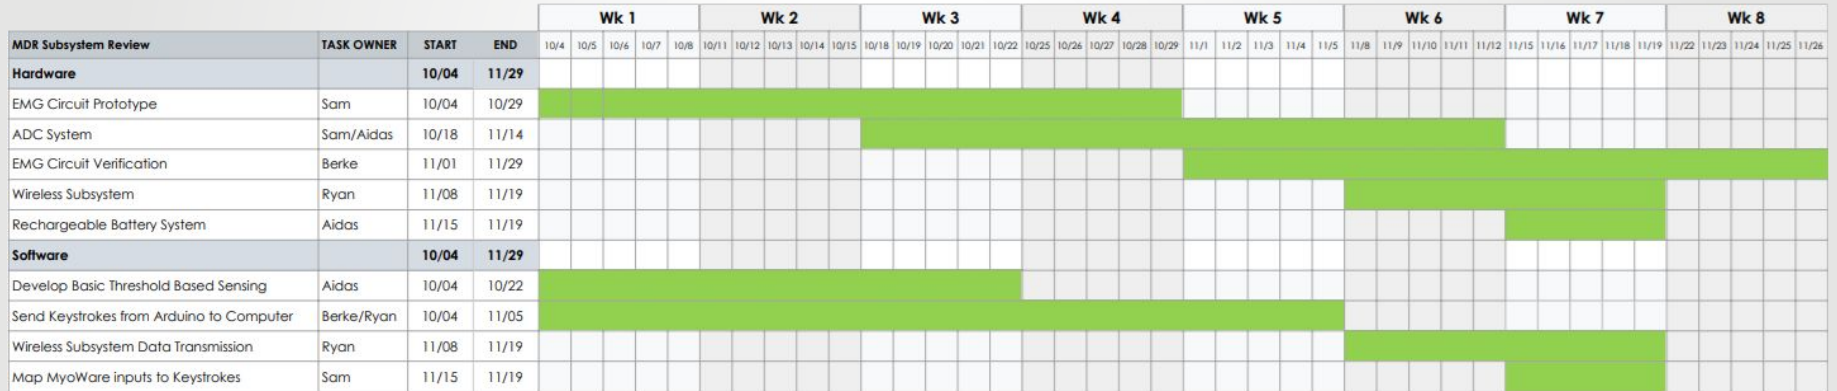 Wk 1 Wk 2 Wk 3 Wk 4 Wk 5 Wk 6 Wk 7 Wk 8
MDR Subsystem Review TASK OWNER START END 10/4 10/5 10/6 10/7 10/8 10/11 10/12 10/13 10/14 10/15 10/18 10/19 10/20 10/21 10/22 10/25 10/26 10/27 10/28 10/29 11/1 11/2 11/3 11/4 11/5 11/8 11/9 11/10 11/11 11/12 11/15 11/16 11/17 11/18 11/19 11/22 11/23 11/24 11/25 11/26
Hardware 10/04 11/29
EMG Circuit Prototype Sam 10/04 10/29
ADC System Sam/Aidas 10/18 11/14
EMG Circuit Verification Berke 11/01 11/29
Wireless Subsystem Ryan 11/08 11/19
Rechargeable Battery System Aidas 11/15 11/19
Software 10/04 11/29
Develop Basic Threshold Based Sensing Aidas 10/04 10/22
Send Keystrokes from Arduino to Computer Berke/Ryan 10/04 11/05
Wireless Subsystem Data Transmission Ryan 11/08 11/19
Map MyoWare inputs to Keystrokes Sam 11/15 11/19